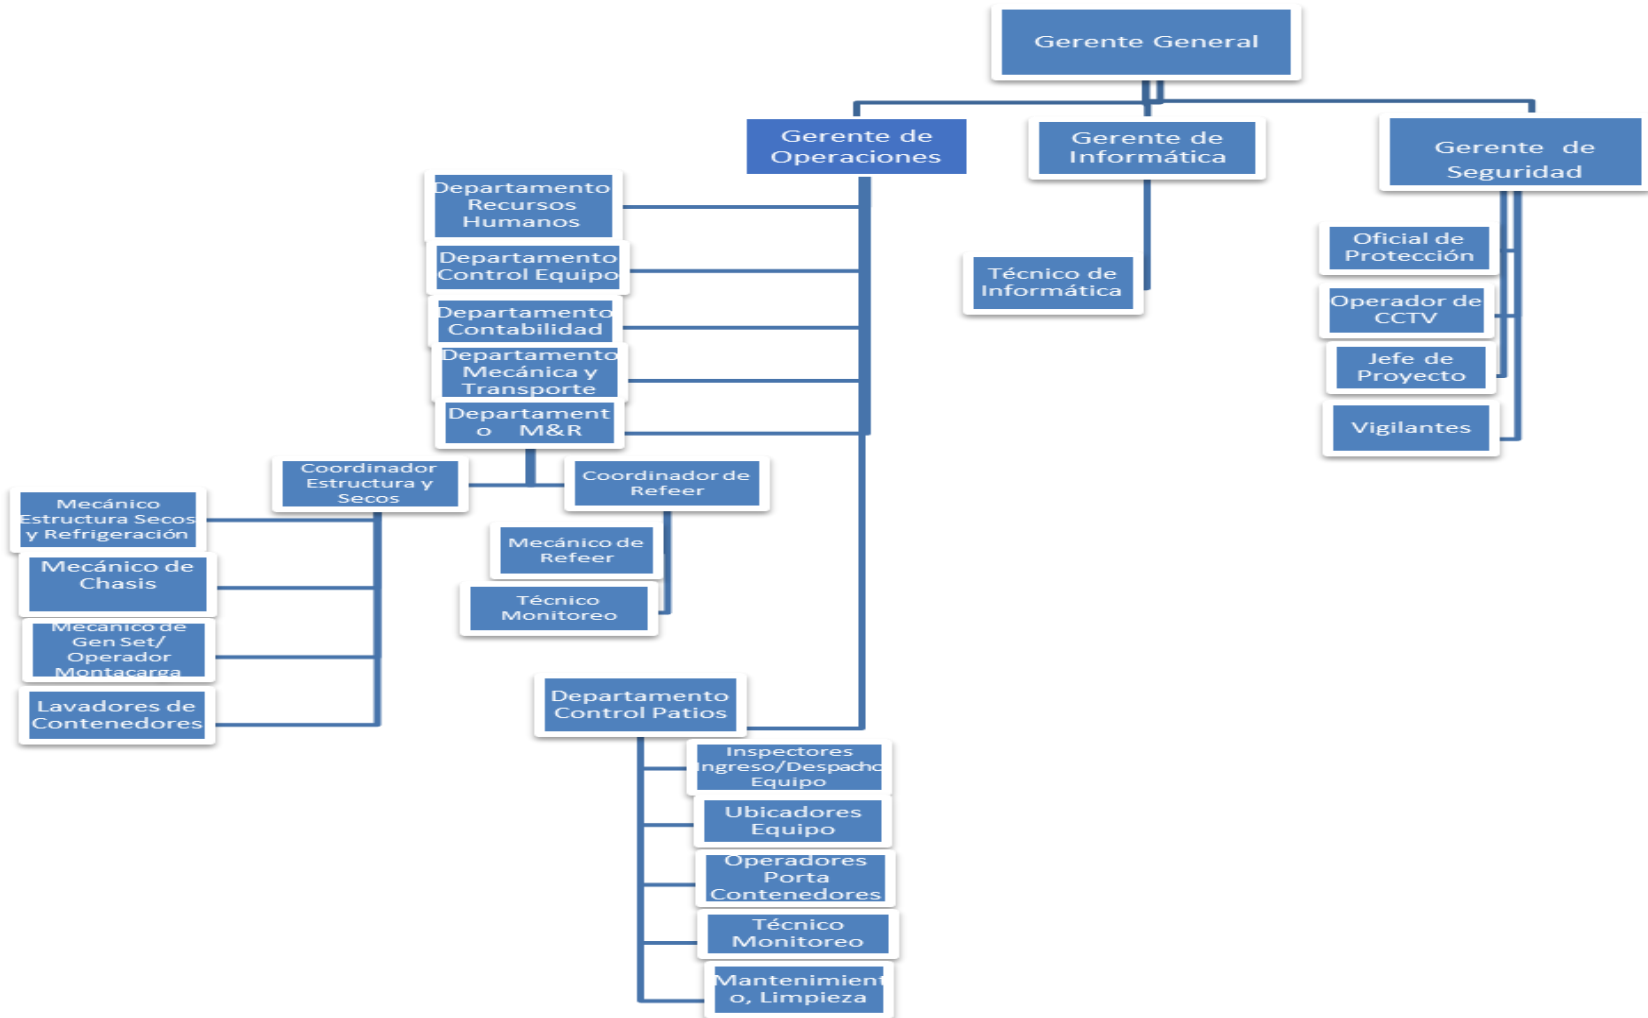 Gerente General
Gerente de
Operaciones
Gerente de
Informática
Gerente de
Seguridad
Departamento
Recursos
Humanos
Departamento
Control Equipo
Departamento
Contabilidad
Departamento
Mecánica y
Transporte
Departament
o M&R
Técnico de
Informática
Oficial de
Protección
Operador de
CCTV
Jefe de
Proyecto
Vigilantes
Coordinador
Estructura y
Secos
Coordinador de
Refeer
Mecánico
Estructura Secos
y Refrigeración
Mecánico de
Chasis
Mecánico de
Gen Set/
Operador
Montacarga
Lavadores de
Contenedores
Mecánico de
Refeer
Técnico
Monitoreo
Departamento
Control Patios
Inspectores
Ingreso/Despacho
Equipo
Ubicadores
Equipo
Operadores
Porta
Contenedores
Técnico
Monitoreo
Mantenimient
o, Limpieza